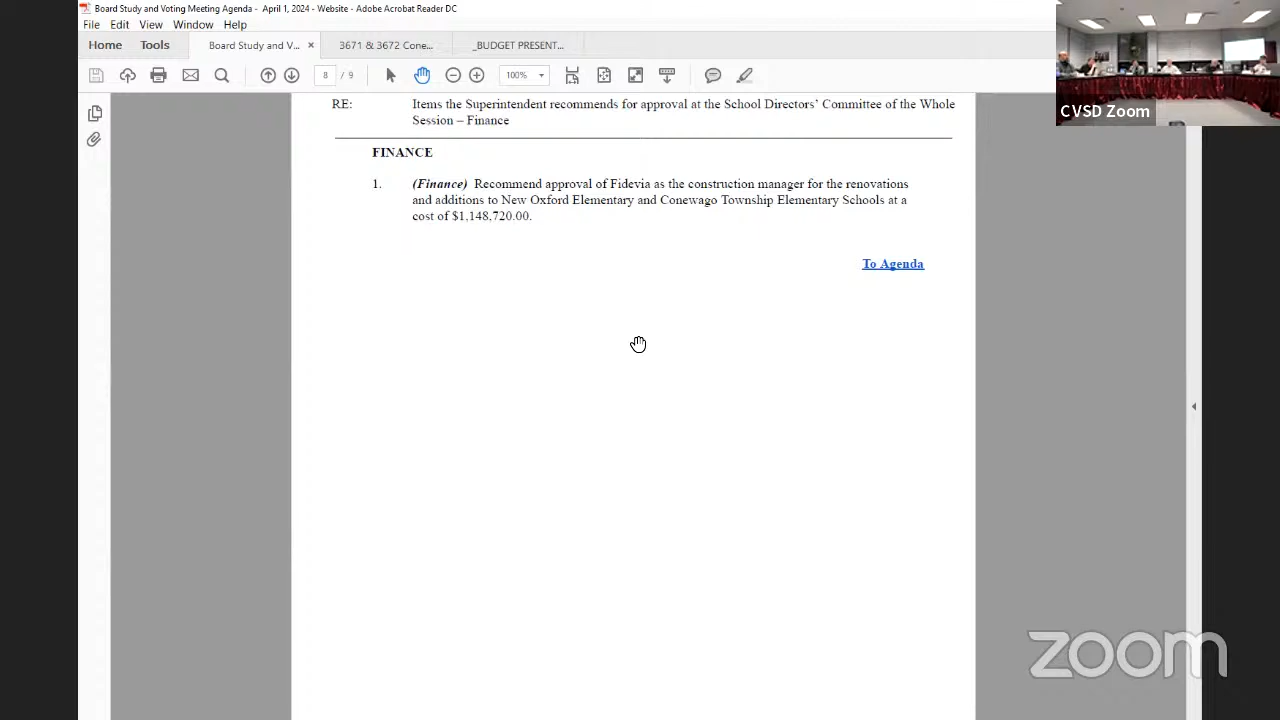 Board Study and Voting Meeting Agenda - April 1, 2024 - Website - Adobe Acrobat Reader DC
File Edit View Window Help
Home Tools Board Study and V... × 3671 & 3672 Cone... _BUDGET PRESENT...
8 / 9 100%
CVSD Zoom
RE: Items the Superintendent recommends for approval at the School Directors' Committee of the Whole
Session – Finance
FINANCE
1. (Finance) Recommend approval of Fidevia as the construction manager for the renovations
and additions to New Oxford Elementary and Conewago Township Elementary Schools at a
cost of $1,148,720.00.
To Agenda
zoom